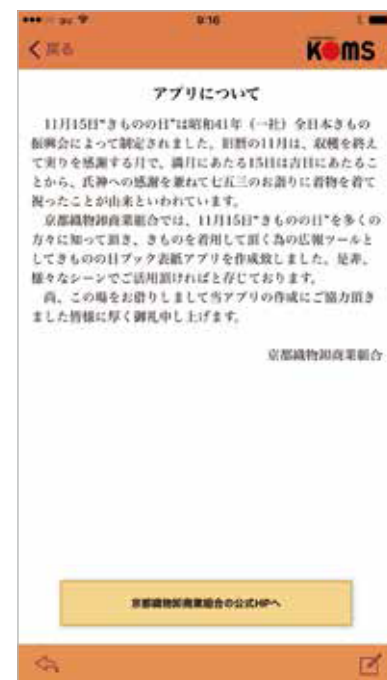 au 9:16
戻る
KOMS
アプリについて
11月15日"きものの日"は昭和41年（一社）全日本きもの
振興会によって制定されました。旧暦の11月は、収穫を終え
て実りを感謝する月で、満月にあたる15日は吉日にあたるこ
とから、氏神への感謝を兼ねて七五三のお詣りに着物を着て
祝ったことが由来といわれています。
京都織物卸商業組合では、11月15日"きものの日"を多くの
方々に知って頂き、きものを着用して頂く為の広報ツールと
してきものの日ブック表紙アプリを作成致しました。是非、
様々なシーンでご活用頂ければと存じております。
尚、この場をお借りしまして当アプリの作成にご協力頂き
ました皆様に厚く御礼申し上げます。
京都織物卸商業組合
京都織物卸商業組合の公式HPへ